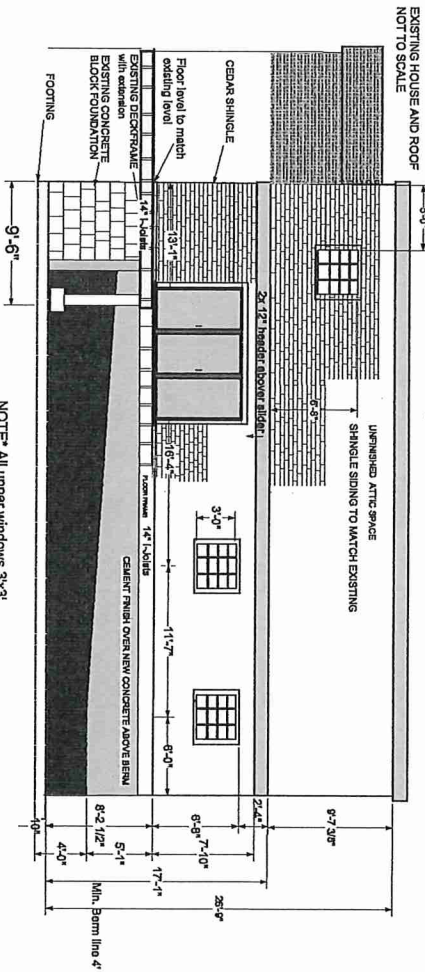 EXISTING HOUSE AND ROOF
NOT TO SCALE
UNFINISHED ATTIC SPACE
SHINGLE SIDING TO MATCH EXISTING
6'-8"
9'-7 3/8"
CEDAR SHINGLE
2x 12" header abover slider
2'-4"
Floor level to match
existing level
13'-1"
16'-4"
3'-0"
11'-7"
6'-0"
6'-8"
7'-10"
17'-1"
26'-9"
EXISTING DECKFRAME
with extension
14" I-Joists
FLOOR FRAME
14" I-Joists
EXISTING CONCRETE
BLOCK FOUNDATION
CEMENT FINISH OVER NEW CONCRETE ABOVE BERM
8'-2 1/2"
5'-1"
4'-0"
10"
Min. Berm line 4'
FOOTING
9'-6"
NOTE* All upper windows 3'x3'